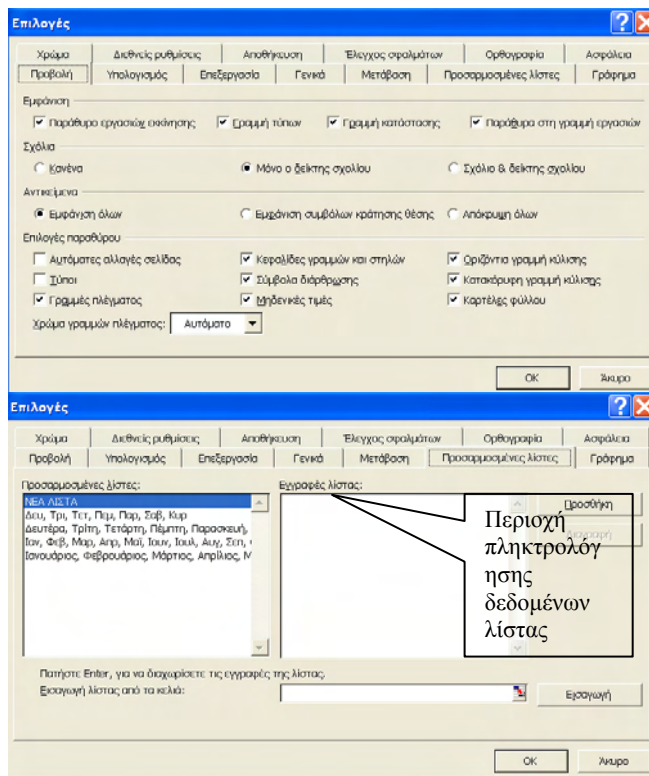 Επιλογές
Χρώμα Διεθνείς ρυθμίσεις Αποθήκευση Έλεγχος σφαλμάτων Ορθογραφία Ασφάλεια
Προβολή Υπολογισμός Επεξεργασία Γενικά Μετάβαση Προσαρμοσμένες λίστες Γράφημα
Εμφάνιση
Παράθυρο εργασιών εκκίνησης Γραμμή τύπων Γραμμή κατάστασης Παράθυρα στη γραμμή εργασιών
Σχόλια
Κανένα Μόνο ο δείκτης σχολίου Σχόλιο & δείκτης σχολίου
Αντικείμενα
Εμφάνιση όλων Εμφάνιση συμβόλων κράτησης θέσης Απόκρυψη όλων
Επιλογές παραθύρου
Αυτόματες αλλαγές σελίδας Κεφαλίδες γραμμών και στηλών Οριζόντια γραμμή κύλισης
Τύποι Σύμβολα διάρθρωσης Κατακόρυφη γραμμή κύλισης
Γραμμές πλέγματος Μηδενικές τιμές Καρτέλες φύλλου
Χρώμα γραμμών πλέγματος: Αυτόματο
OK Άκυρο
Επιλογές
Χρώμα Διεθνείς ρυθμίσεις Αποθήκευση Έλεγχος σφαλμάτων Ορθογραφία Ασφάλεια
Προβολή Υπολογισμός Επεξεργασία Γενικά Μετάβαση Προσαρμοσμένες λίστες Γράφημα
Προσαρμοσμένες λίστες: Εγγραφές λίστας:
ΝΕΑ ΛΙΣΤΑ
Δευ, Τρι, Τετ, Πεμ, Παρ, Σαβ, Κυρ
Δευτέρα, Τρίτη, Τετάρτη, Πέμπτη, Παρασκευή,
Ιαν, Φεβ, Μαρ, Απρ, Μαϊ, Ιουν, Ιουλ, Αυγ, Σεπ,
Ιανουάριος, Φεβρουάριος, Μάρτιος, Απρίλιος, Μ
Προσθήκη
Διαγραφή
Περιοχή
πληκτρολόγ
ησης
δεδομένων
λίστας
Πατήστε Enter, για να διαχωρίσετε τις εγγραφές της λίστας.
Εισαγωγή λίστας από τα κελιά: Εισαγωγή
OK Άκυρο